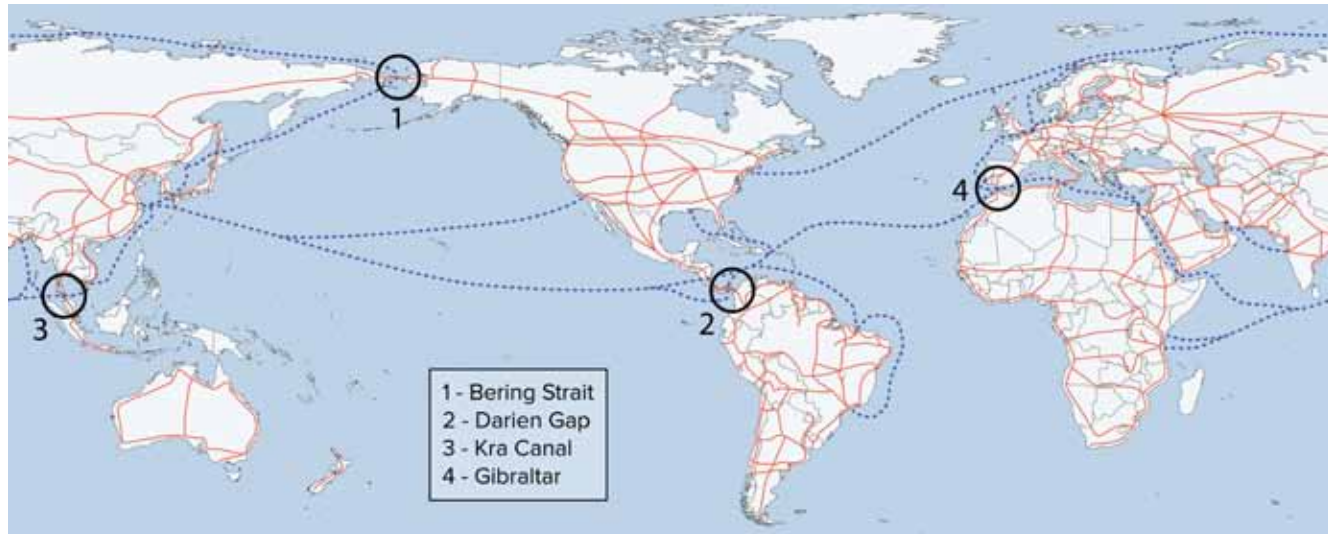 1
4
3
2
1 - Bering Strait
2 - Darien Gap
3 - Kra Canal
4 - Gibraltar